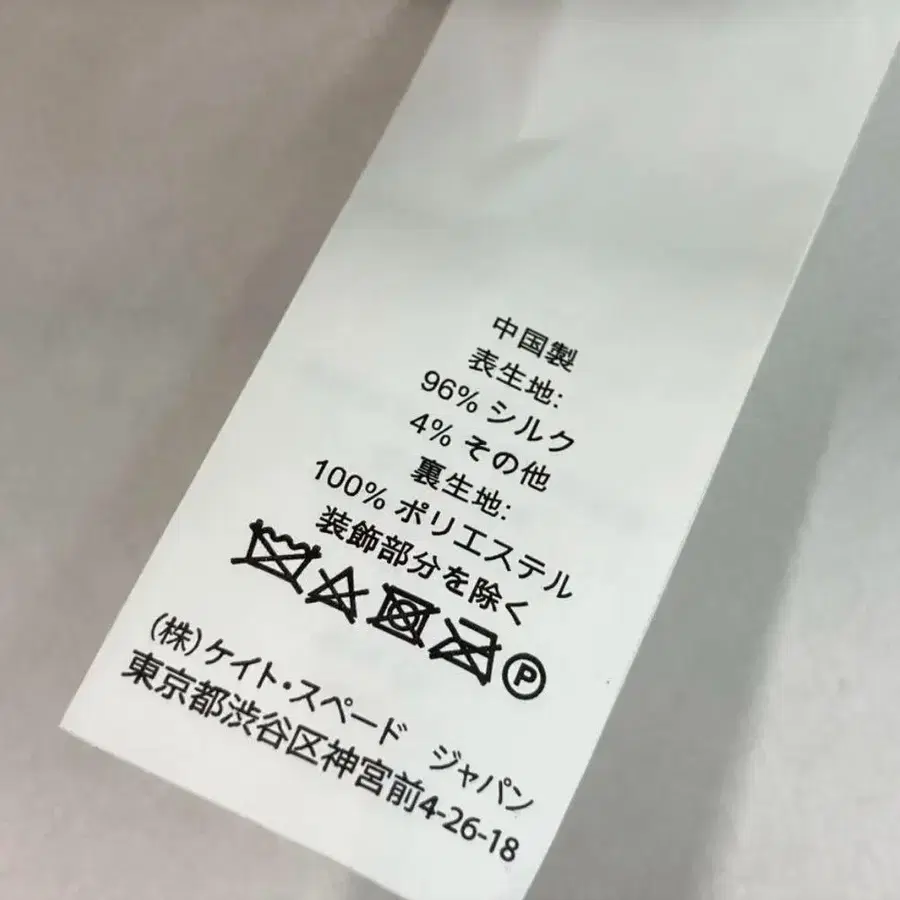 中国製
表生地:
96% シルク
4% その他
裏生地:
100% ポリエステル
装飾部分を除く
P
(株)ケイト・スペード ジャパン
東京都渋谷区神宮前4-26-18